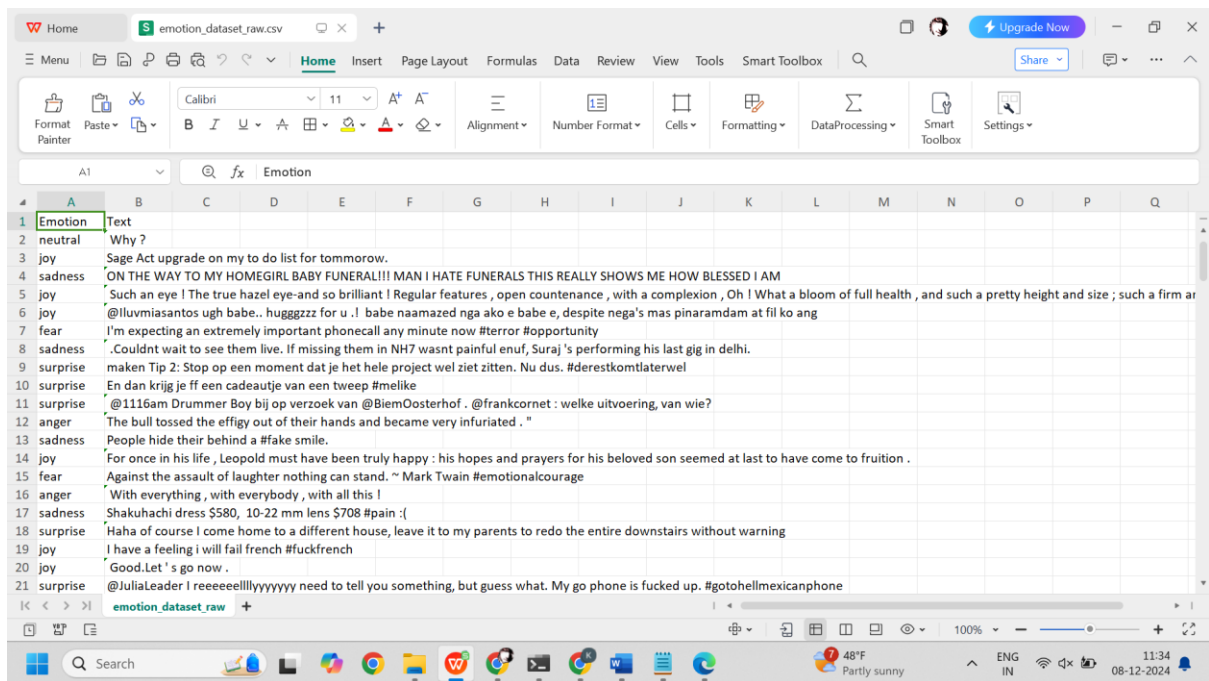 Home
emotion_dataset_raw.csv
Upgrade Now
Menu
Home Insert Page Layout Formulas Data Review View Tools Smart Toolbox
Share
Format Painter
Paste
Calibri
11
Alignment
Number Format
Cells
Formatting
DataProcessing
Smart Toolbox
Settings
A1
fx Emotion
A B C D E F G H I J K L M N O P Q
1 Emotion Text
2 neutral Why ?
3 joy Sage Act upgrade on my to do list for tommorow.
4 sadness ON THE WAY TO MY HOMEGIRL BABY FUNERAL!!! MAN I HATE FUNERALS THIS REALLY SHOWS ME HOW BLESSED I AM
5 joy Such an eye ! The true hazel eye-and so brilliant ! Regular features , open countenance , with a complexion , Oh ! What a bloom of full health , and such a pretty height and size ; such a firm an
6 joy @Iluvmiasantos ugh babe.. hugggzzz for u .! babe naamazed nga ako e babe e, despite nega's mas pinaramdam at fil ko ang
7 fear I'm expecting an extremely important phonecall any minute now #terror #opportunity
8 sadness .Couldnt wait to see them live. If missing them in NH7 wasnt painful enuf, Suraj 's performing his last gig in delhi.
9 surprise maken Tip 2: Stop op een moment dat je het hele project wel ziet zitten. Nu dus. #derestkomtlaterwel
10 surprise En dan krijg je ff een cadeautje van een tweep #melike
11 surprise @1116am Drummer Boy bij op verzoek van @BiemOosterhof . @frankcornet : welke uitvoering, van wie?
12 anger The bull tossed the effigy out of their hands and became very infuriated . "
13 sadness People hide their behind a #fake smile.
14 joy For once in his life , Leopold must have been truly happy : his hopes and prayers for his beloved son seemed at last to have come to fruition .
15 fear Against the assault of laughter nothing can stand. ~ Mark Twain #emotionalcourage
16 anger With everything , with everybody , with all this !
17 sadness Shakuhachi dress $580, 10-22 mm lens $708 #pain :(
18 surprise Haha of course I come home to a different house, leave it to my parents to redo the entire downstairs without warning
19 joy I have a feeling i will fail french #fuckfrench
20 joy Good.Let ' s go now .
21 surprise @JuliaLeader I reeeeeellllyyyyyyy need to tell you something, but guess what. My go phone is fucked up. #gotohellmexicanphone
emotion_dataset_raw
100%
Search
7
48°F
Partly sunny
ENG
IN
11:34
08-12-2024